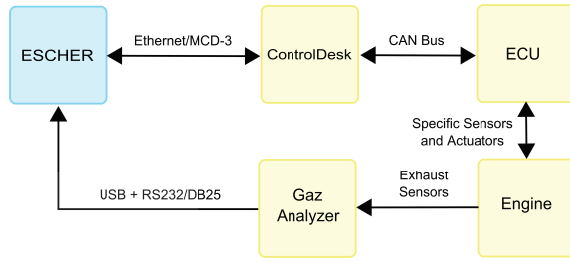 Ethernet/MCD-3
CAN Bus
ESCHER
ControlDesk
ECU
Specific Sensors
and Actuators
Exhaust
Sensors
USB + RS232/DB25
Gaz
Analyzer
Engine